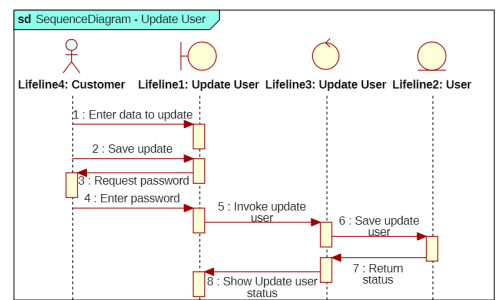 sd SequenceDiagram - Update User
Lifeline4: Customer
Lifeline1: Update User
Lifeline3: Update User
Lifeline2: User
1 : Enter data to update
2 : Save update
3 : Request password
4 : Enter password
5 : Invoke update
user
6 : Save update
user
7 : Return
status
8 : Show Update user
status